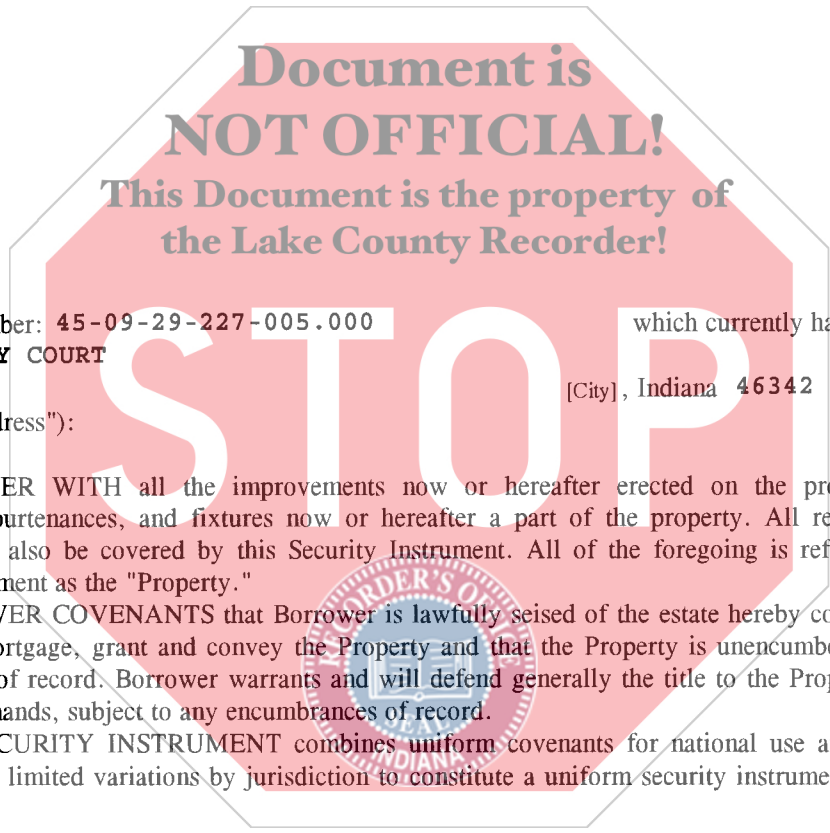 Document is
NOT OFFICIAL!
This Document is the property of
the Lake County Recorder!
STOP
ber: 45-09-29-227-005.000 which currently ha
Y COURT
[City], Indiana 46342
dress"):
ER WITH all the improvements now or hereafter erected on the pro
purtenances, and fixtures now or hereafter a part of the property. All re
also be covered by this Security Instrument. All of the foregoing is ref
ment as the "Property."
WER COVENANTS that Borrower is lawfully seised of the estate hereby co
ortgage, grant and convey the Property and that the Property is unencumbe
of record. Borrower warrants and will defend generally the title to the Prop
nands, subject to any encumbrances of record.
CURITY INSTRUMENT combines uniform covenants for national use a
limited variations by jurisdiction to constitute a uniform security instrume
RECORDER'S OFFICE
SEAL
INDIANA